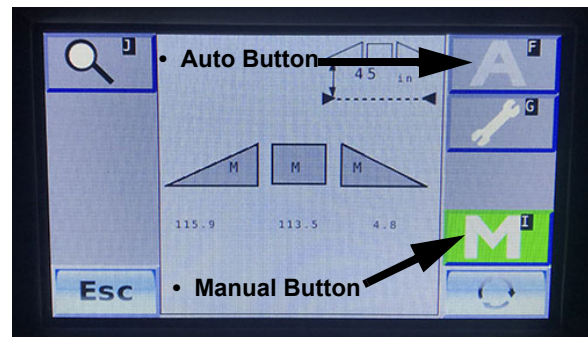 J
• Auto Button
A F
45 in
G
M M M
115.9 113.5 4.8
M I
Esc
• Manual Button